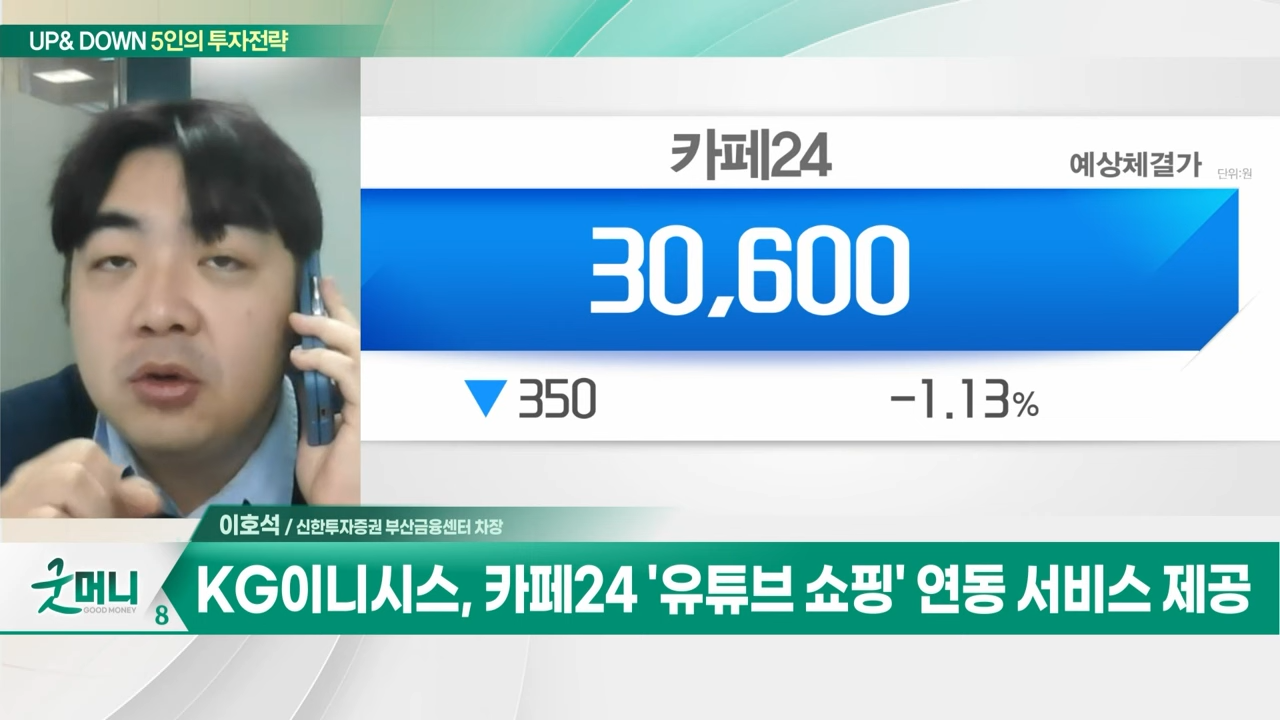 UP& DOWN 5인의 투자전략
카페24
예상체결가 단위:원
30,600
▼ 350 -1.13%
이호석 / 신한투자증권 부산금융센터 차장
굿머니
GOOD MONEY
8
KG이니시스, 카페24 '유튜브 쇼핑' 연동 서비스 제공